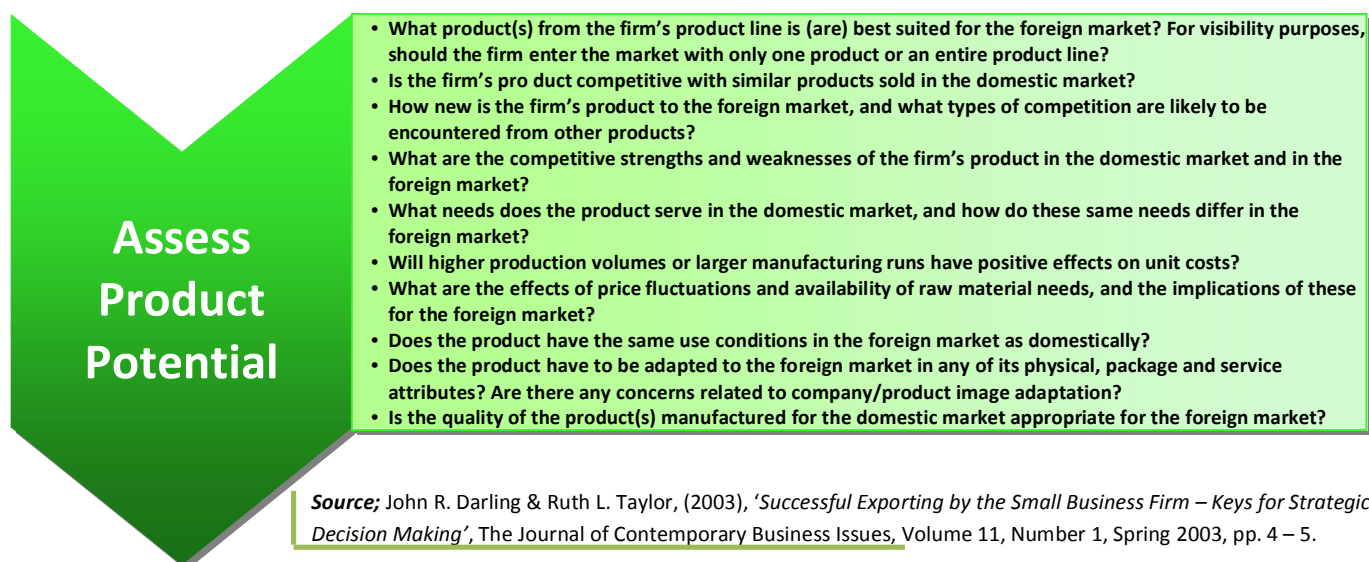 Assess
Product
Potential
• What product(s) from the firm's product line is (are) best suited for the foreign market? For visibility purposes,
should the firm enter the market with only one product or an entire product line?
• Is the firm's pro duct competitive with similar products sold in the domestic market?
• How new is the firm's product to the foreign market, and what types of competition are likely to be
encountered from other products?
• What are the competitive strengths and weaknesses of the firm's product in the domestic market and in the
foreign market?
• What needs does the product serve in the domestic market, and how do these same needs differ in the
foreign market?
• Will higher production volumes or larger manufacturing runs have positive effects on unit costs?
• What are the effects of price fluctuations and availability of raw material needs, and the implications of these
for the foreign market?
• Does the product have the same use conditions in the foreign market as domestically?
• Does the product have to be adapted to the foreign market in any of its physical, package and service
attributes? Are there any concerns related to company/product image adaptation?
• Is the quality of the product(s) manufactured for the domestic market appropriate for the foreign market?
Source; John R. Darling & Ruth L. Taylor, (2003), 'Successful Exporting by the Small Business Firm – Keys for Strategic
Decision Making', The Journal of Contemporary Business Issues, Volume 11, Number 1, Spring 2003, pp. 4 – 5.